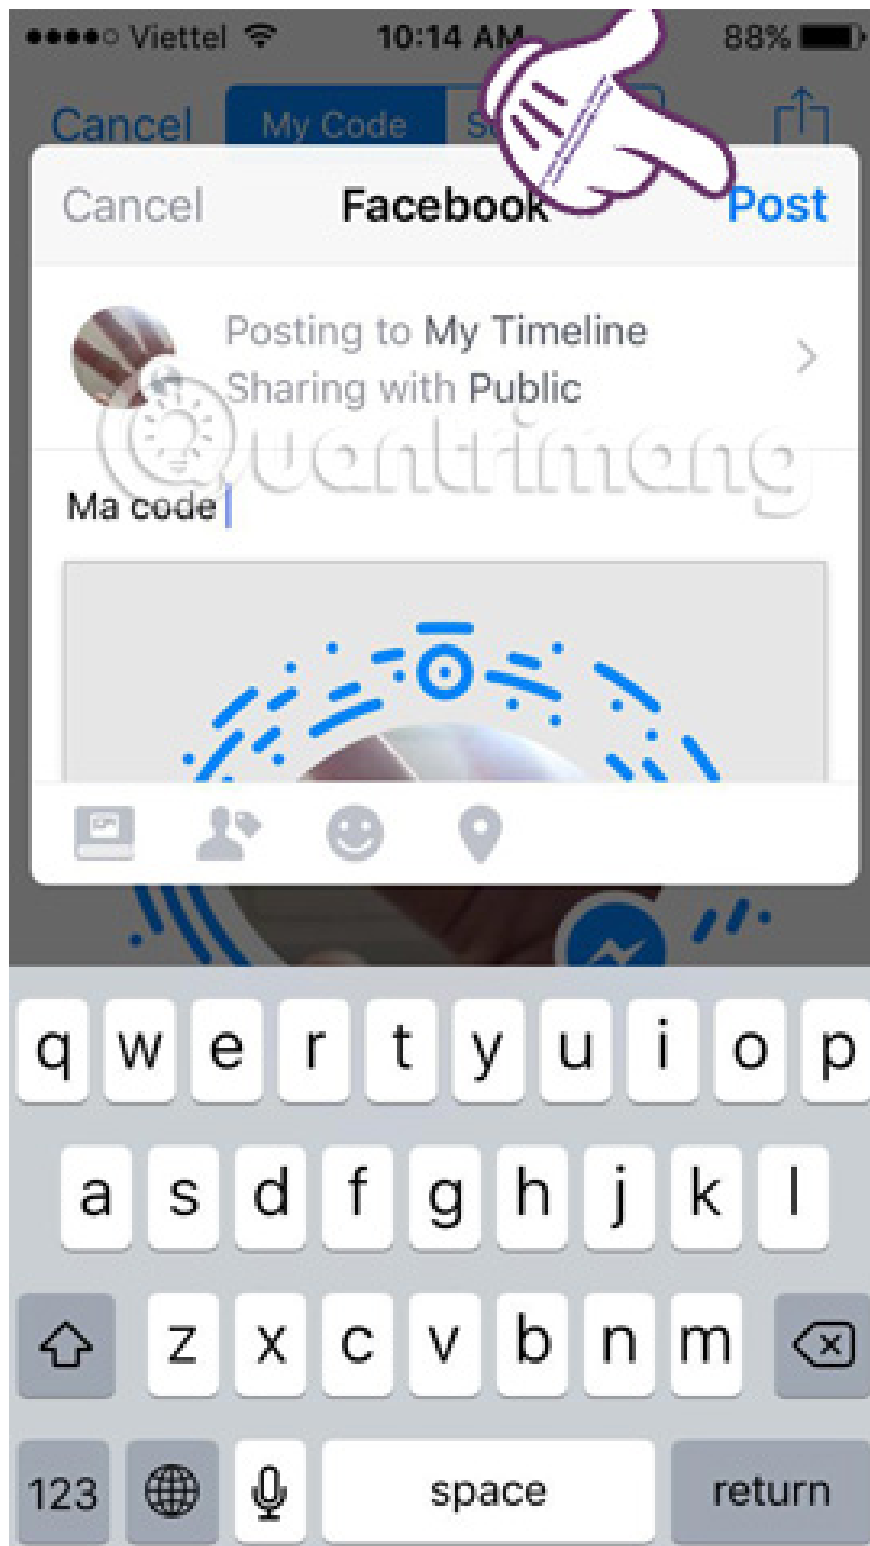 Viettel 10:14 AM 88%
Cancel My Code
Cancel Facebook Post
Posting to My Timeline
Sharing with Public
Quantrimang
Ma code
q w e r t y u i o p
a s d f g h j k l
z x c v b n m
123 space return